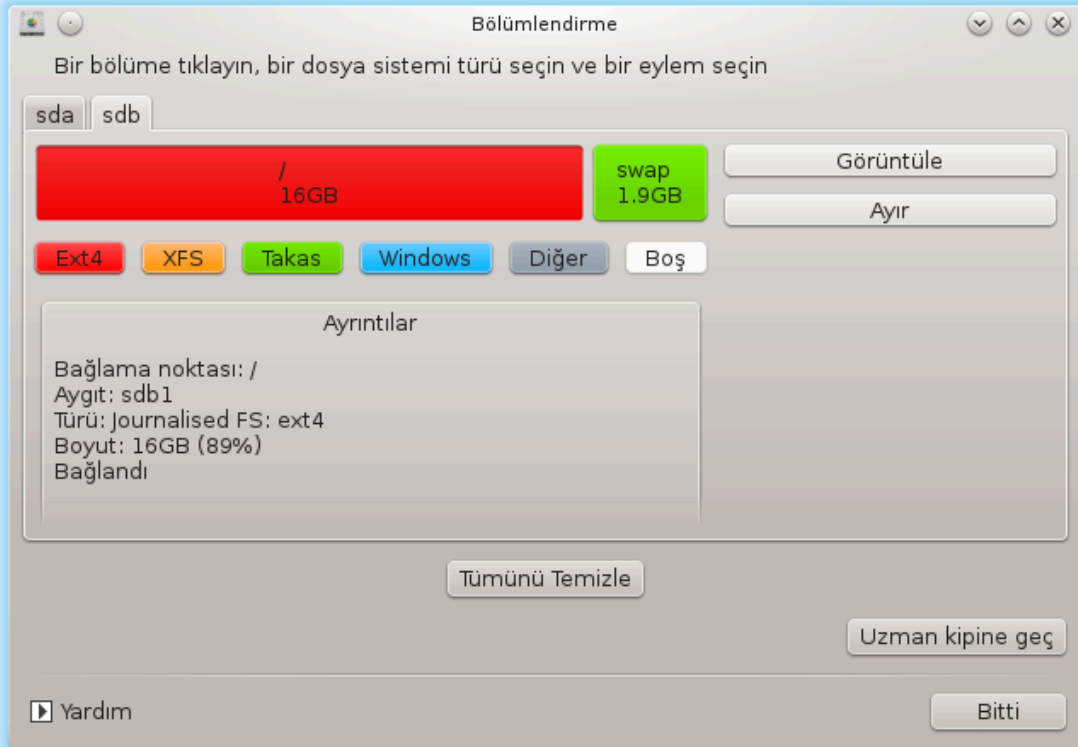 Bölümlendirme
Bir bölüme tıklayın, bir dosya sistemi türü seçin ve bir eylem seçin
sda sdb
/
16GB
swap
1.9GB
Görüntüle
Ayır
Ext4 XFS Takas Windows Diğer Boş
Ayrıntılar
Bağlama noktası: /
Aygıt: sdb1
Türü: Journalised FS: ext4
Boyut: 16GB (89%)
Bağlandı
Tümünü Temizle
Uzman kipine geç
Yardım
Bitti